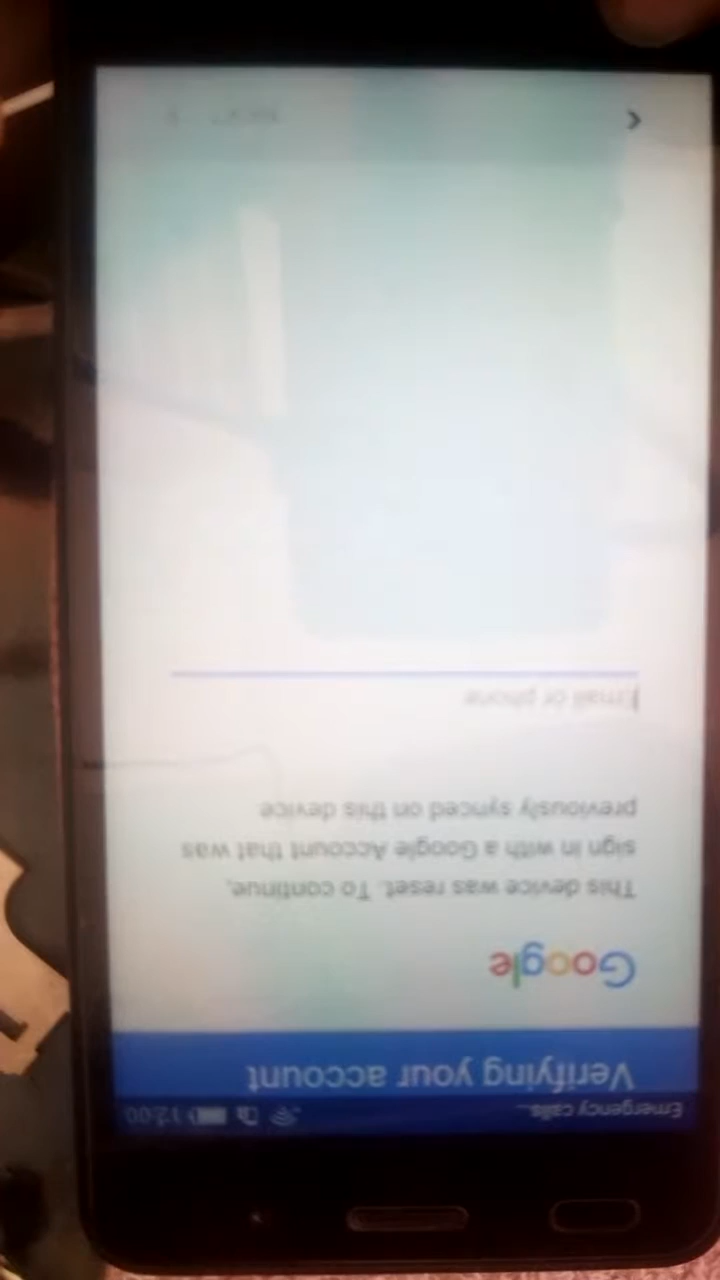 Emergency calls... 12:00
Verifying your account
Google
This device was reset. To continue,
sign in with a Google Account that was
previously synced on this device.
Email or phone